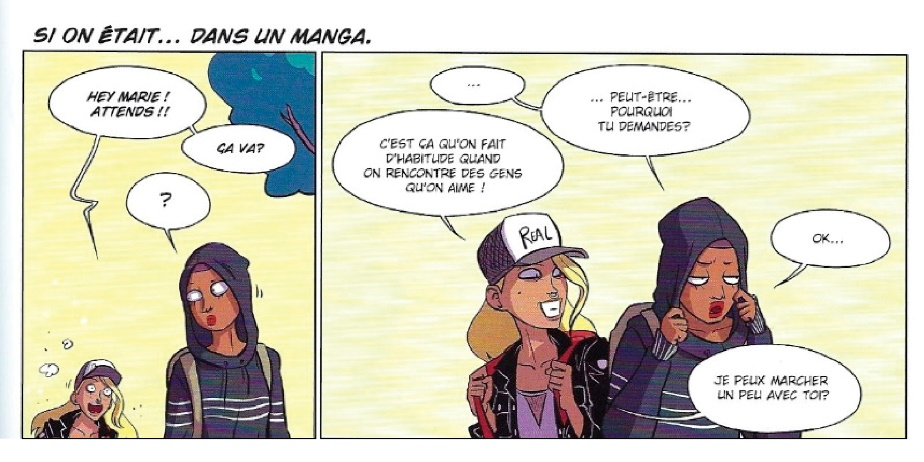 SI ON ÉTAIT... DANS UN MANGA.
HEY MARIE !
ATTENDS !!
ÇA VA?
?
...
... PEUT-ÊTRE...
POURQUOI
TU DEMANDES?
C'EST ÇA QU'ON FAIT
D'HABITUDE QUAND
ON RENCONTRE DES GENS
QU'ON AIME !
REAL
OK...
JE PEUX MARCHER
UN PEU AVEC TOI?